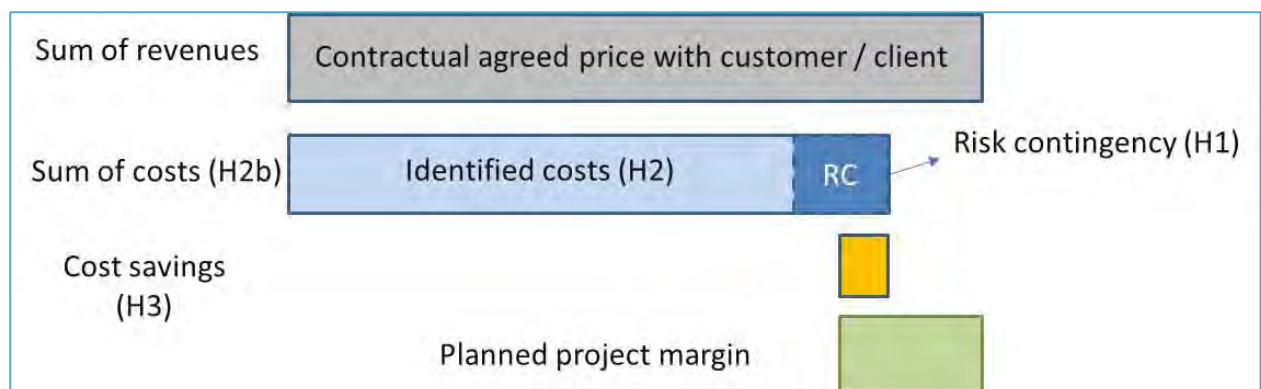 Sum of revenues
Contractual agreed price with customer / client
Sum of costs (H2b)
Identified costs (H2)
RC
Risk contingency (H1)
Cost savings
(H3)
Planned project margin